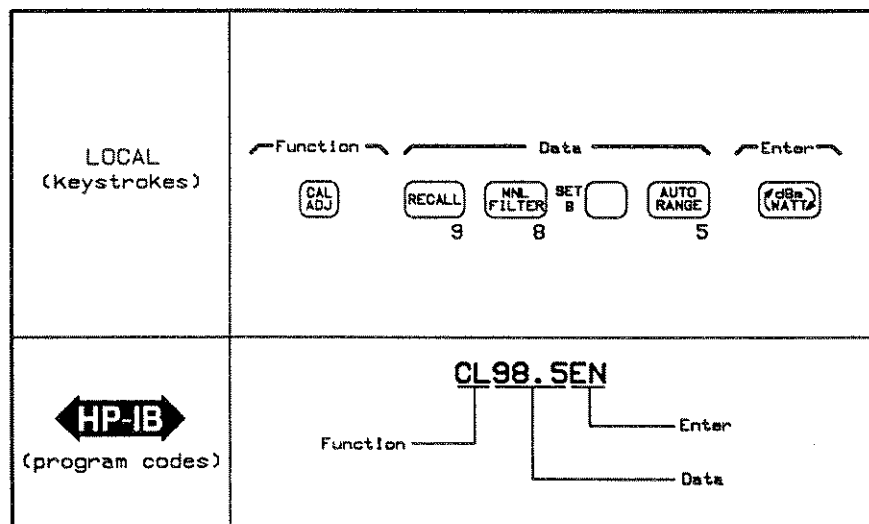 LOCAL
(keystrokes)
Function
Data
Enter
CAL
ADJ
RECALL
MNL
FILTER
SET
B
AUTO
RANGE
dBm
WATT
9
8
5
HP-IB
(program codes)
CL98.5EN
Function
Enter
Data